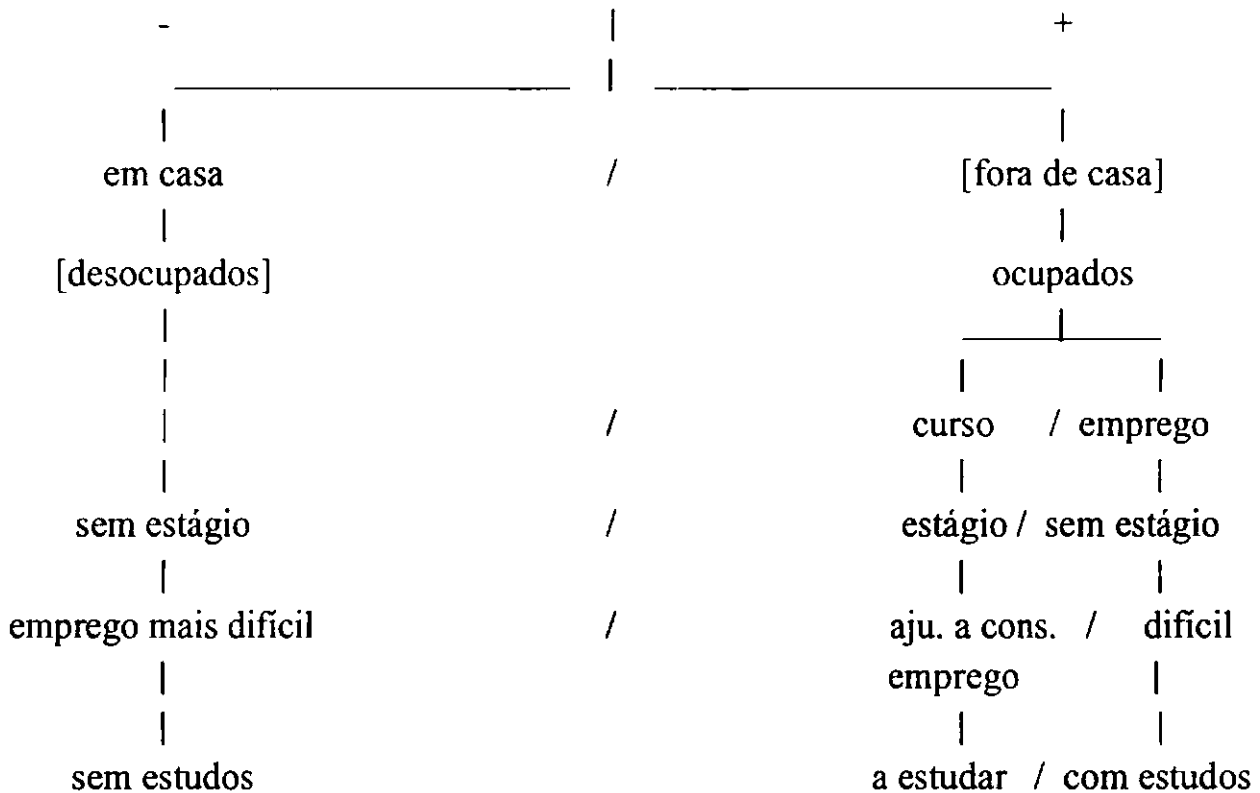 - | +
em casa / [fora de casa]
[desocupados] ocupados
/ curso / emprego
sem estágio / estágio / sem estágio
emprego mais difícil / aju. a cons. / difícil
emprego
sem estudos a estudar / com estudos